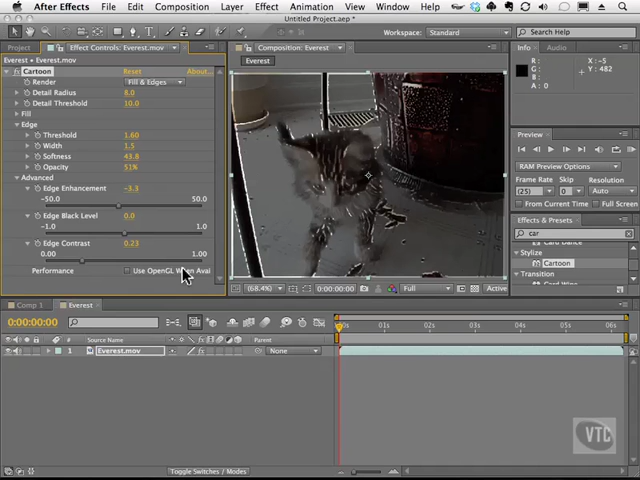 After Effects File Edit Composition Layer Effect Animation View Window Help
Untitled Project.aep *
Workspace: Standard Search Help
Project Effect Controls: Everest.mov Composition: Everest Info Audio
Everest • Everest.mov Everest
Cartoon Reset About...
Render Fill & Edges
Detail Radius 8.0
Detail Threshold 10.0
Fill
Edge
Threshold 1.60
Width 1.5
Softness 43.8
Opacity 51%
Advanced
Edge Enhancement -3.3
-50.0 50.0
Edge Black Level 0.0
-1.0 1.0
Edge Contrast 0.23
0.00 1.00
Performance Use OpenGL When Avai
R :
G :
B :
A : 0
X : -5
Y : 482
Preview
RAM Preview Options
Frame Rate Skip Resolution
(25) (0) Full
From Current Time Full Screen
Effects & Presets
car
Card Dance
Stylize
Cartoon
Transition
Card Wipe
(68.4%) 0:00:00:00 Full Active
Comp 1 Everest
0:00:00:00
00s 01s 02s 03s 04s 05s 06s
# Source Name Parent
1 Everest.mov None
Toggle Switches / Modes
VTC